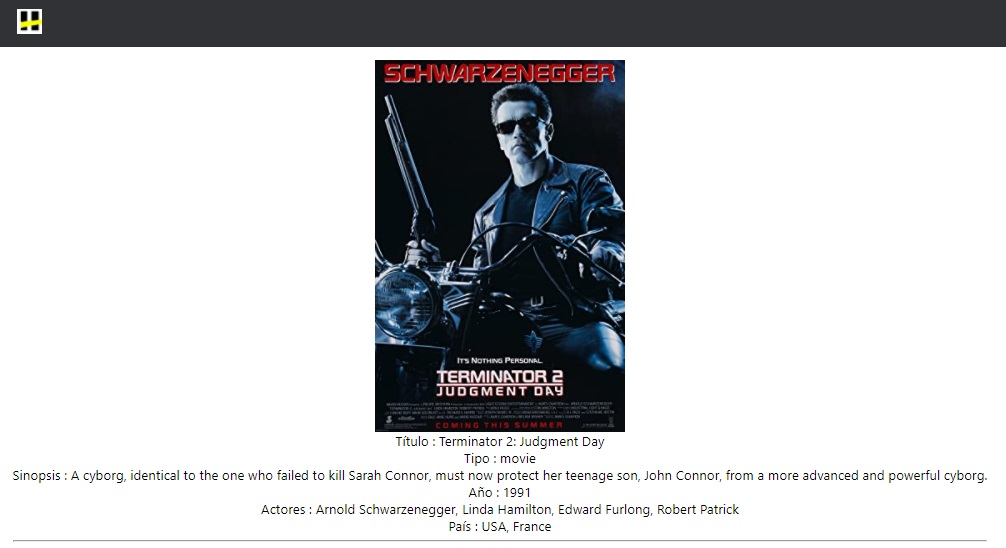 SCHWARZENEGGER
IT'S NOTHING PERSONAL.
TERMINATOR 2
JUDGMENT DAY
COMING THIS SUMMER
Título : Terminator 2: Judgment Day
Tipo : movie
Sinopsis : A cyborg, identical to the one who failed to kill Sarah Connor, must now protect her teenage son, John Connor, from a more advanced and powerful cyborg.
Año : 1991
Actores : Arnold Schwarzenegger, Linda Hamilton, Edward Furlong, Robert Patrick
País : USA, France